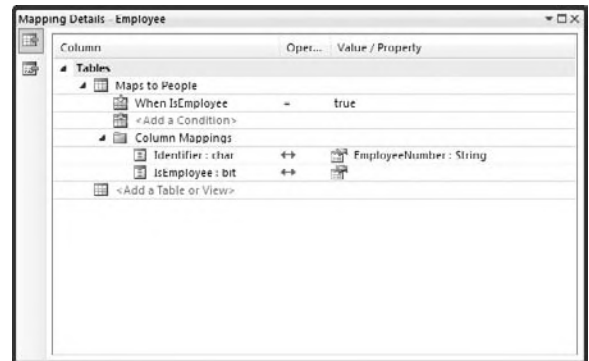 Mapping Details - Employee
Column Oper... Value / Property
Tables
Maps to People
When IsEmployee = true
<Add a Condition>
Column Mappings
Identifier : char ↔ EmployeeNumber : String
IsEmployee : bit ↔
<Add a Table or View>